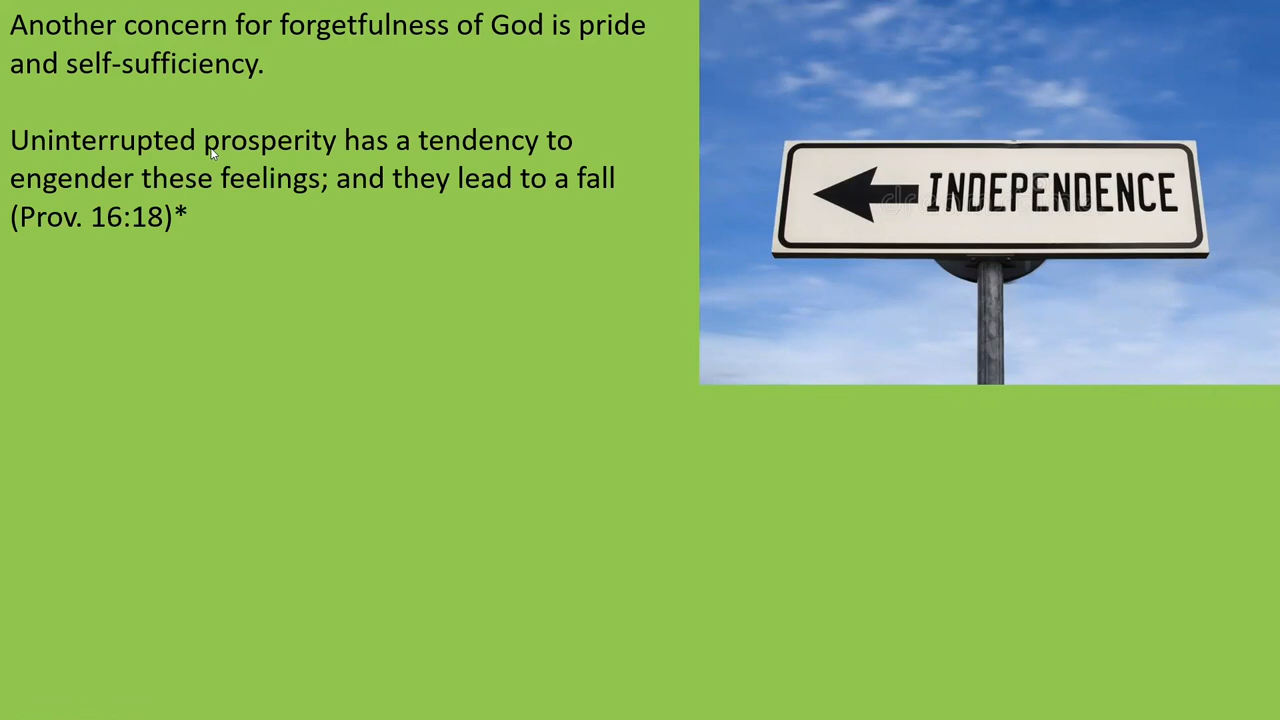 Another concern for forgetfulness of God is pride
and self-sufficiency.
Uninterrupted prosperity has a tendency to
engender these feelings; and they lead to a fall
(Prov. 16:18)*
INDEPENDENCE